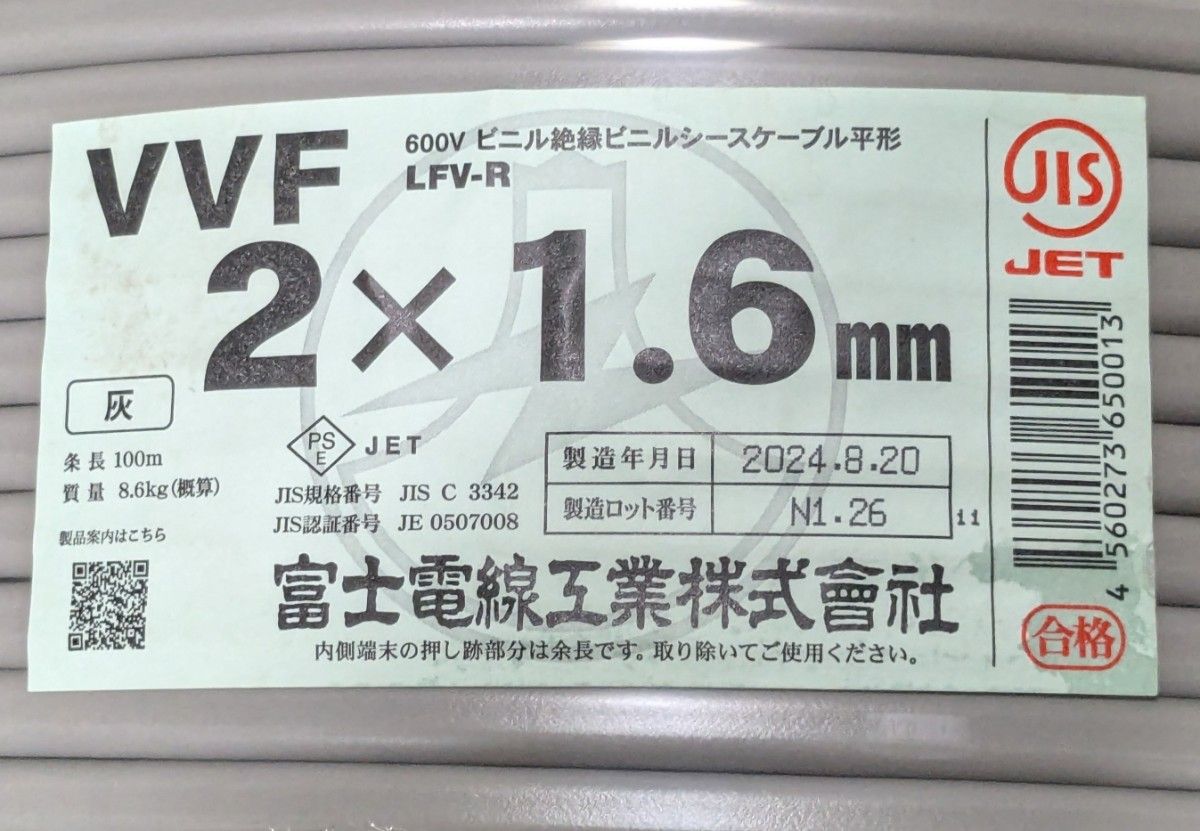 VVF
600V ビニル絶縁ビニルシースケーブル平形
LFV-R
2×1.6mm
灰
条長 100m
質量 8.6kg(概算)
製品案内はこちら
PS
E
JET
JIS規格番号 JIS C 3342
JIS認証番号 JE 0507008
製造年月日 2024.8.20
製造ロット番号 N1.26
11
富士電線工業株式會社
内側端末の押し跡部分は余長です。取り除いてご使用ください。
JIS
JET
4560273650013
合格